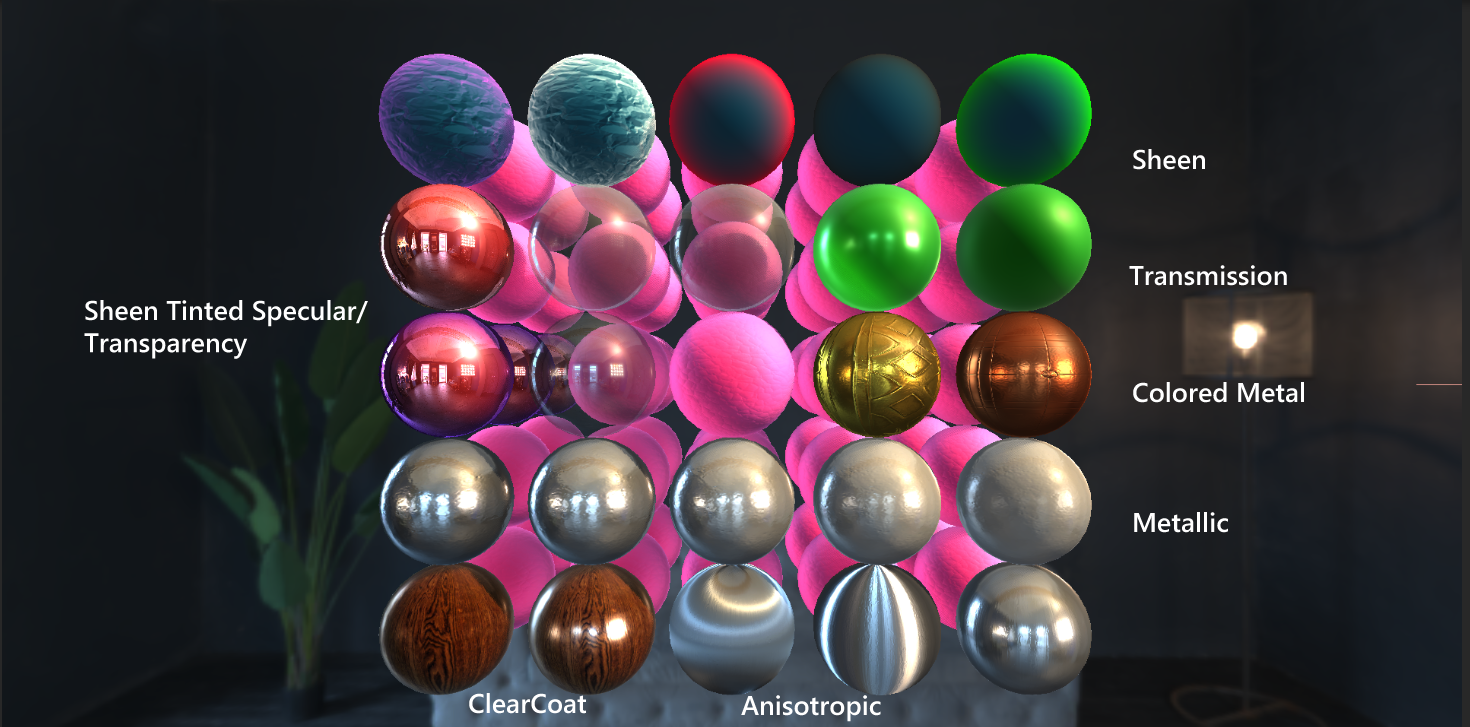 Sheen
Transmission
Sheen Tinted Specular/
Transparency
Colored Metal
Metallic
ClearCoat
Anisotropic